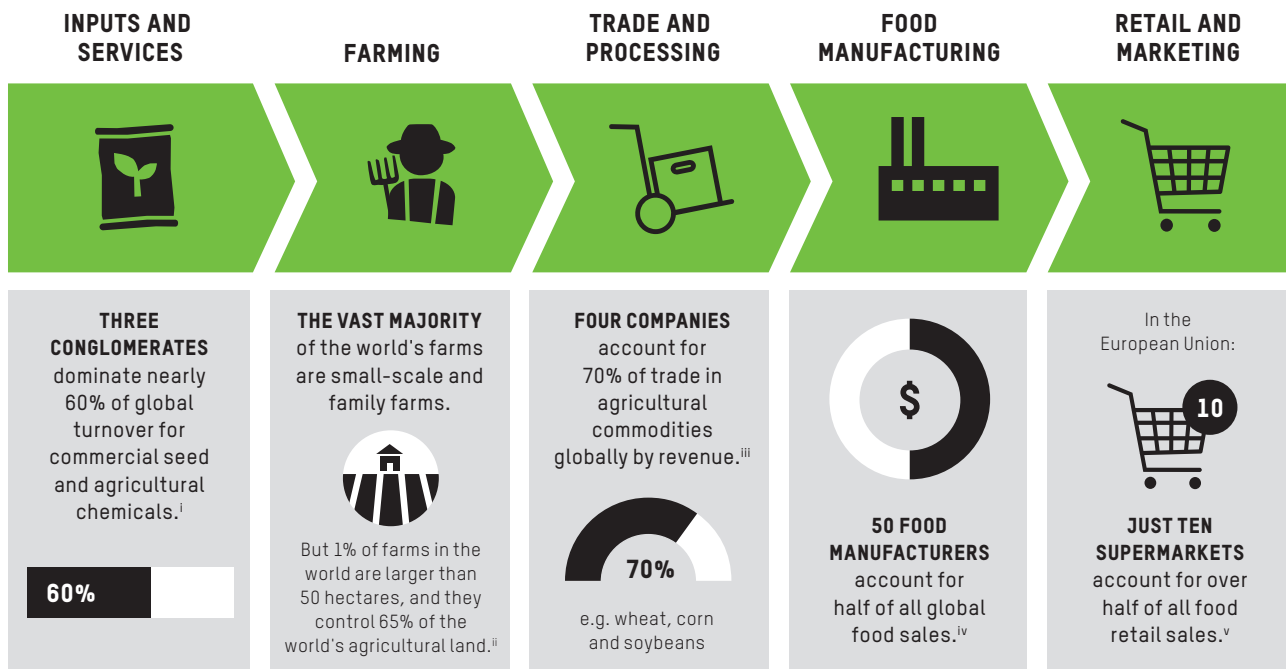 INPUTS AND
SERVICES
FARMING
TRADE AND
PROCESSING
FOOD
MANUFACTURING
RETAIL AND
MARKETING
THREE
CONGLOMERATES
dominate nearly
60% of global
turnover for
commercial seed
and agricultural
chemicals.ⁱ
60%
THE VAST MAJORITY
of the world's farms
are small-scale and
family farms.
But 1% of farms in the
world are larger than
50 hectares, and they
control 65% of the
world's agricultural land.ⁱⁱ
FOUR COMPANIES
account for
70% of trade in
agricultural
commodities
globally by revenue.ⁱⁱⁱ
70%
e.g. wheat, corn
and soybeans
$
50 FOOD
MANUFACTURERS
account for
half of all global
food sales.ⁱᵛ
In the
European Union:
10
JUST TEN
SUPERMARKETS
account for over
half of all food
retail sales.ᵛ